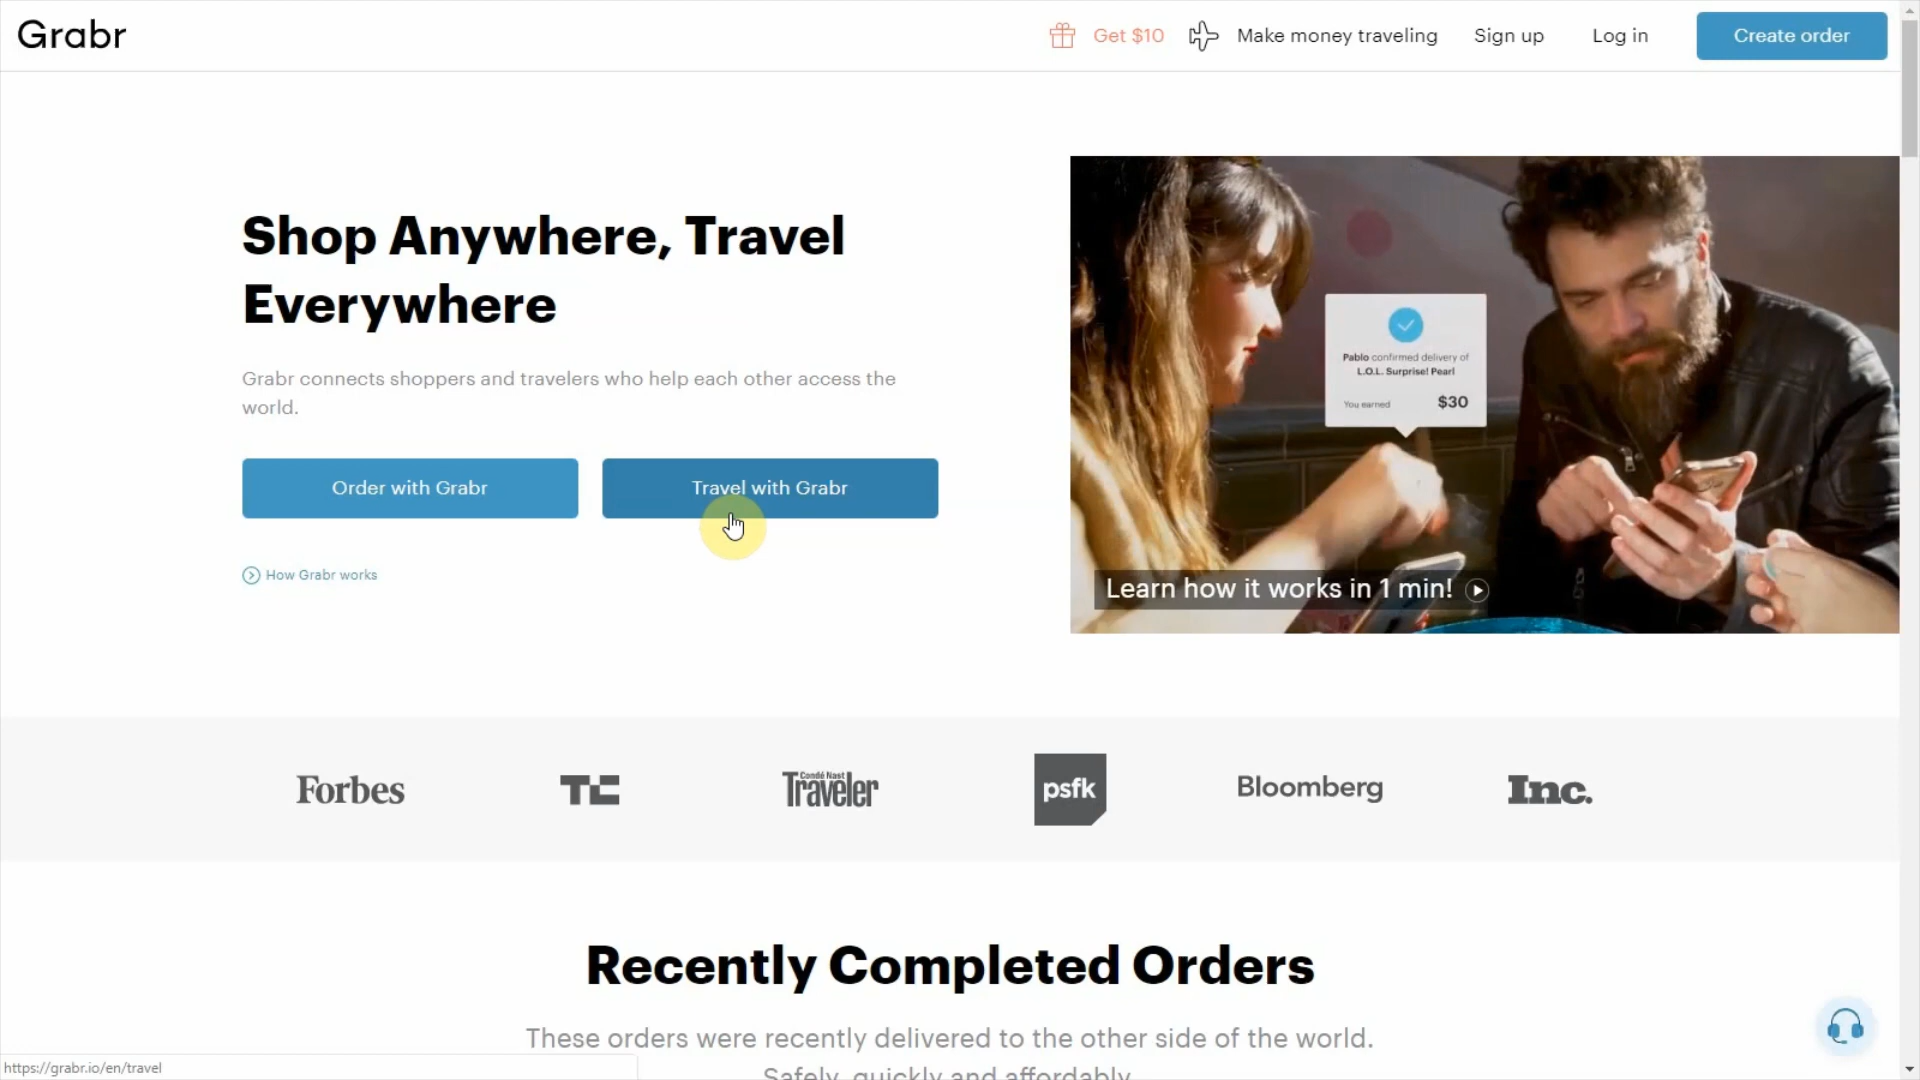 Grabr
Get $10
Make money traveling
Sign up
Log in
Create order
Shop Anywhere, Travel
Everywhere
Grabr connects shoppers and travelers who help each other access the
world.
Order with Grabr
Travel with Grabr
How Grabr works
Pablo confirmed delivery of
L.O.L. Surprise! Pearl
You earned
$30
Learn how it works in 1 min!
Forbes
TC
Condé Nast
Traveler
psfk
Bloomberg
Inc.
Recently Completed Orders
These orders were recently delivered to the other side of the world.
Safely, quickly and affordably.
https://grabr.io/en/travel